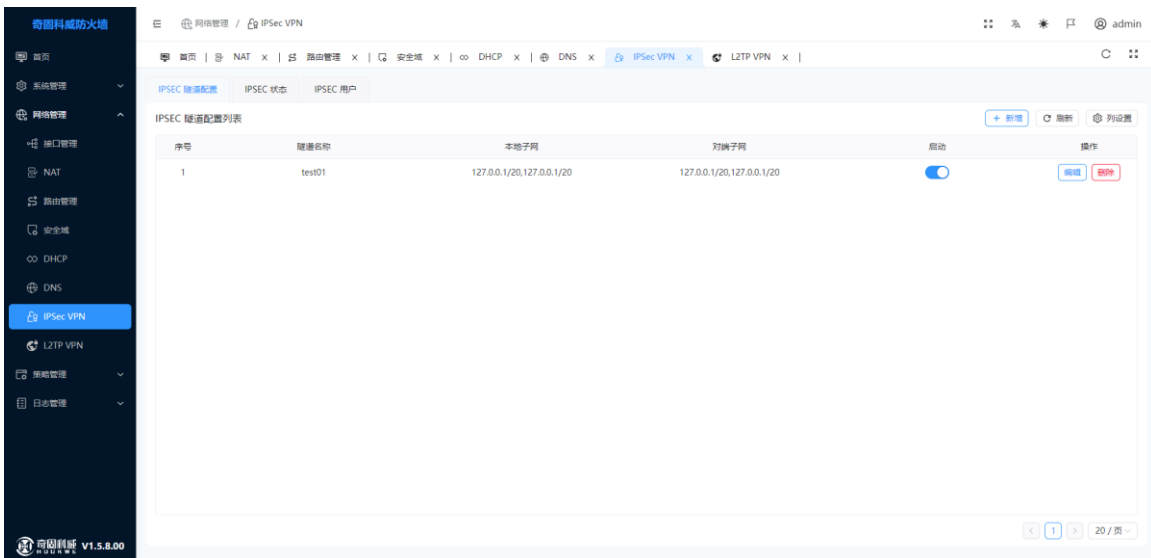 奇固科威防火墙
网络管理 / IPSec VPN
admin
首页 | NAT x | 路由管理 x | 安全域 x | DHCP x | DNS x IPSec VPN x L2TP VPN x |
首页
系统管理
网络管理
接口管理
NAT
路由管理
安全域
DHCP
DNS
IPSec VPN
L2TP VPN
策略管理
日志管理
奇固科威 V1.5.8.00
IPSEC 隧道配置 IPSEC 状态 IPSEC 用户
IPSEC 隧道配置列表
+ 新增 刷新 列设置
序号 隧道名称 本地子网 对端子网 启动 操作
1 test01 127.0.0.1/20,127.0.0.1/20 127.0.0.1/20,127.0.0.1/20 编辑 删除
< 1 > 20 / 页